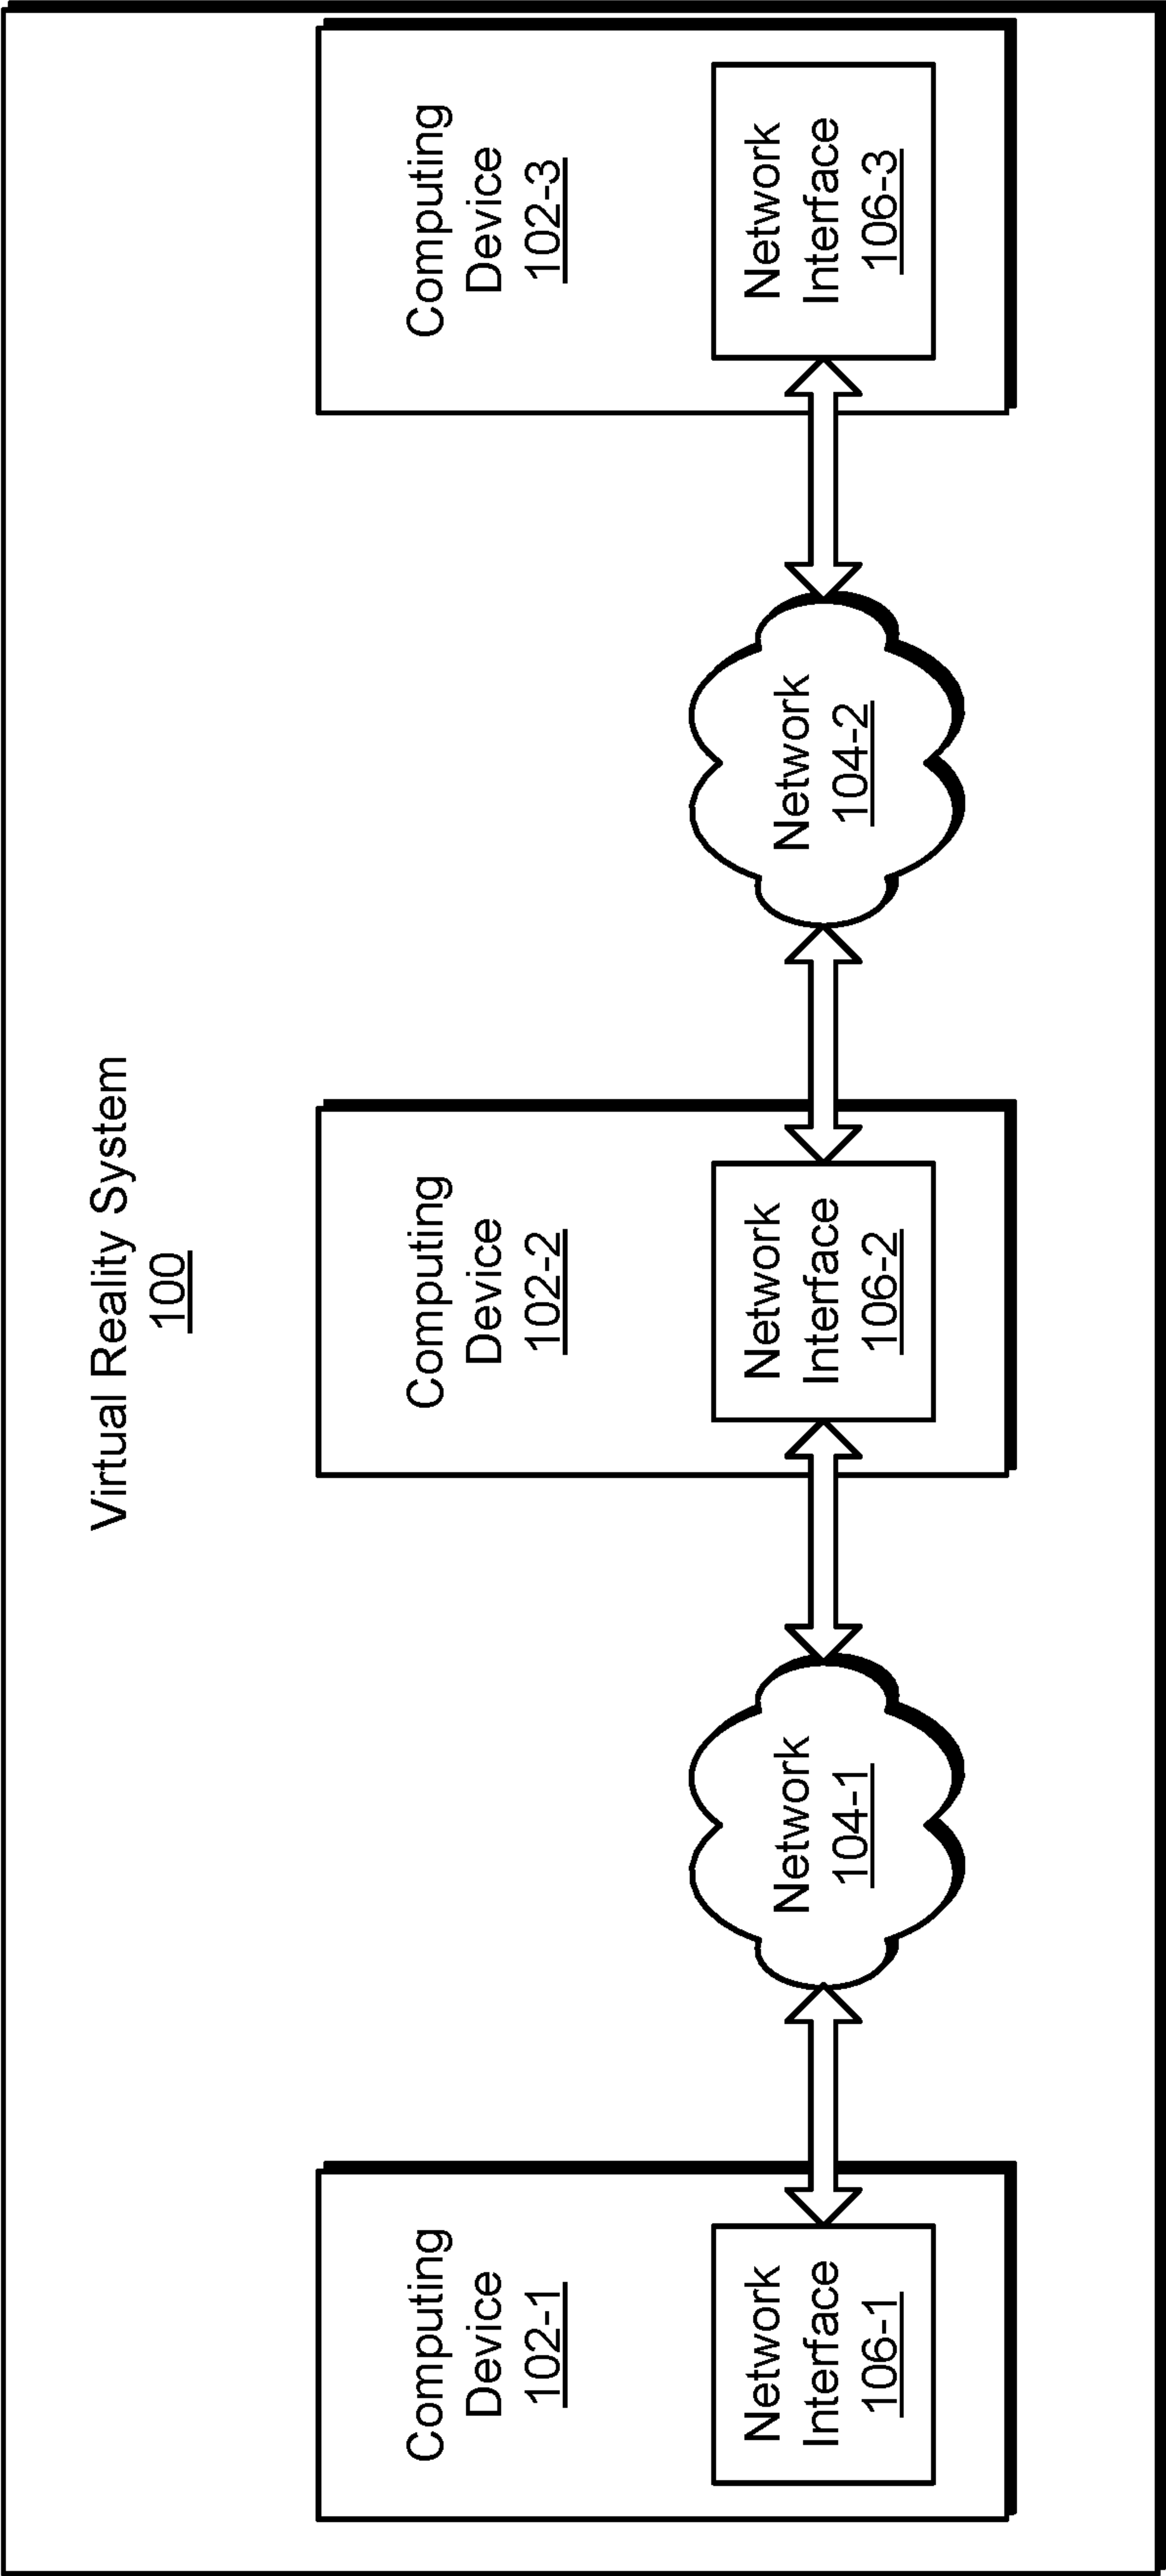 Virtual Reality System
100
Computing
Device
102-1
Network
Interface
106-1
Network
104-1
Computing
Device
102-2
Network
Interface
106-2
Network
104-2
Computing
Device
102-3
Network
Interface
106-3